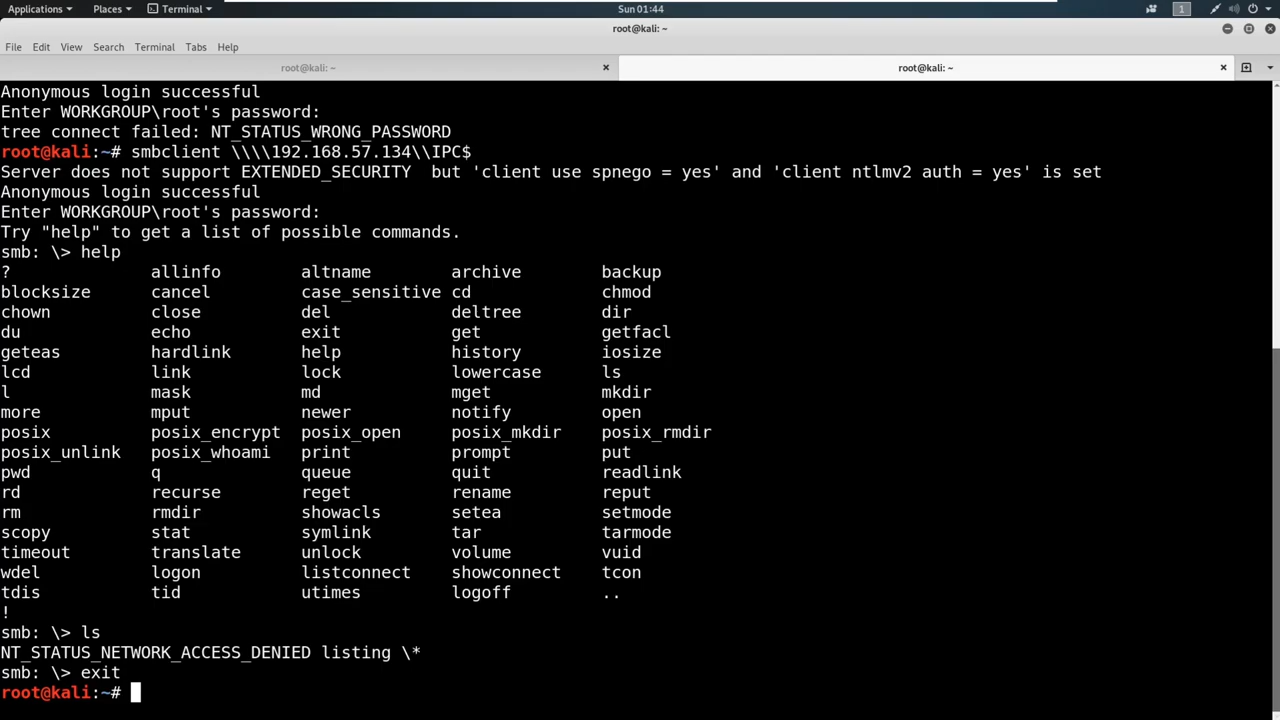 Applications Places Terminal Sun 01:44 1
root@kali: ~
File Edit View Search Terminal Tabs Help
root@kali: ~ × root@kali: ~ ×
Anonymous login successful
Enter WORKGROUP\root's password:
tree connect failed: NT_STATUS_WRONG_PASSWORD
root@kali:~# smbclient \\\\192.168.57.134\\IPC$
Server does not support EXTENDED_SECURITY  but 'client use spnego = yes' and 'client ntlmv2 auth = yes' is set
Anonymous login successful
Enter WORKGROUP\root's password:
Try "help" to get a list of possible commands.
smb: \> help
? allinfo altname archive backup
blocksize cancel case_sensitive cd chmod
chown close del deltree dir
du echo exit get getfacl
geteas hardlink help history iosize
lcd link lock lowercase ls
l mask md mget mkdir
more mput newer notify open
posix posix_encrypt posix_open posix_mkdir posix_rmdir
posix_unlink posix_whoami print prompt put
pwd q queue quit readlink
rd recurse reget rename reput
rm rmdir showacls setea setmode
scopy stat symlink tar tarmode
timeout translate unlock volume vuid
wdel logon listconnect showconnect tcon
tdis tid utimes logoff ..
!
smb: \> ls
NT_STATUS_NETWORK_ACCESS_DENIED listing \*
smb: \> exit
root@kali:~#